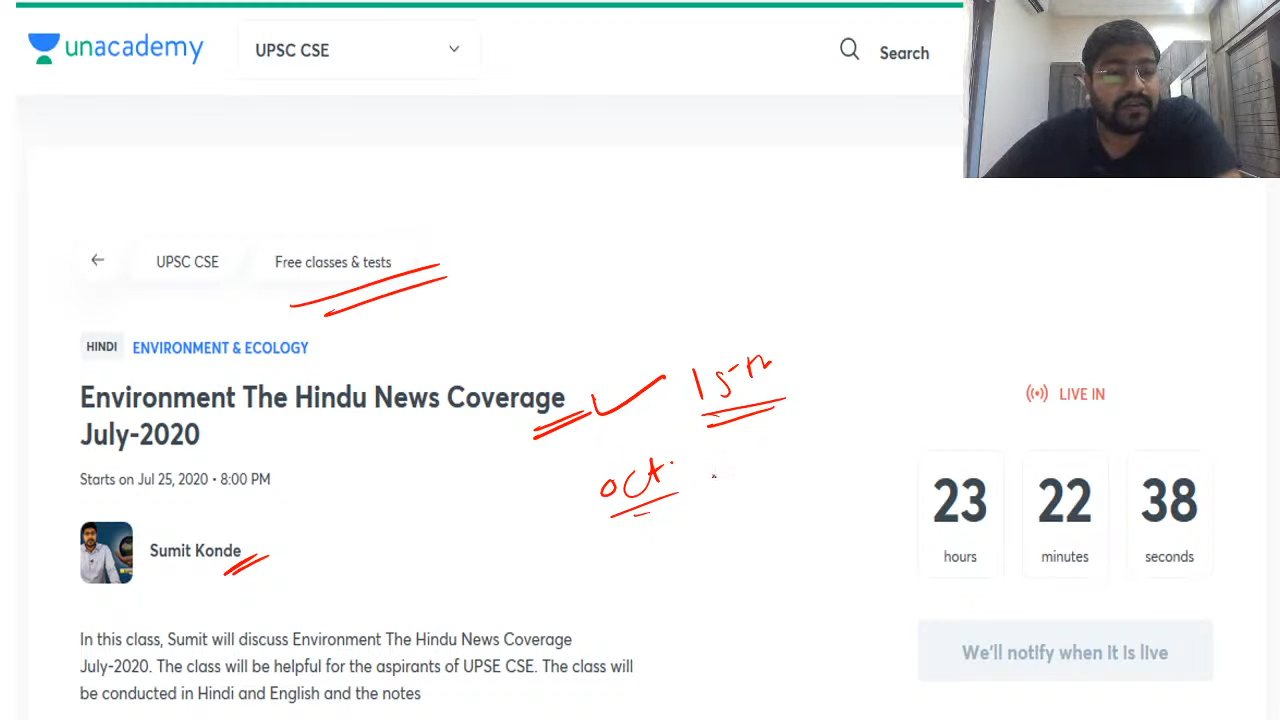 unacademy
UPSC CSE
Search
UPSC CSE
Free classes & tests
HINDI
ENVIRONMENT & ECOLOGY
Environment The Hindu News Coverage
July-2020
15th
LIVE IN
Starts on Jul 25, 2020 • 8:00 PM
oct.
23
22
38
hours
minutes
seconds
Sumit Konde
In this class, Sumit will discuss Environment The Hindu News Coverage
July-2020. The class will be helpful for the aspirants of UPSE CSE. The class will
be conducted in Hindi and English and the notes
We'll notify when it is live